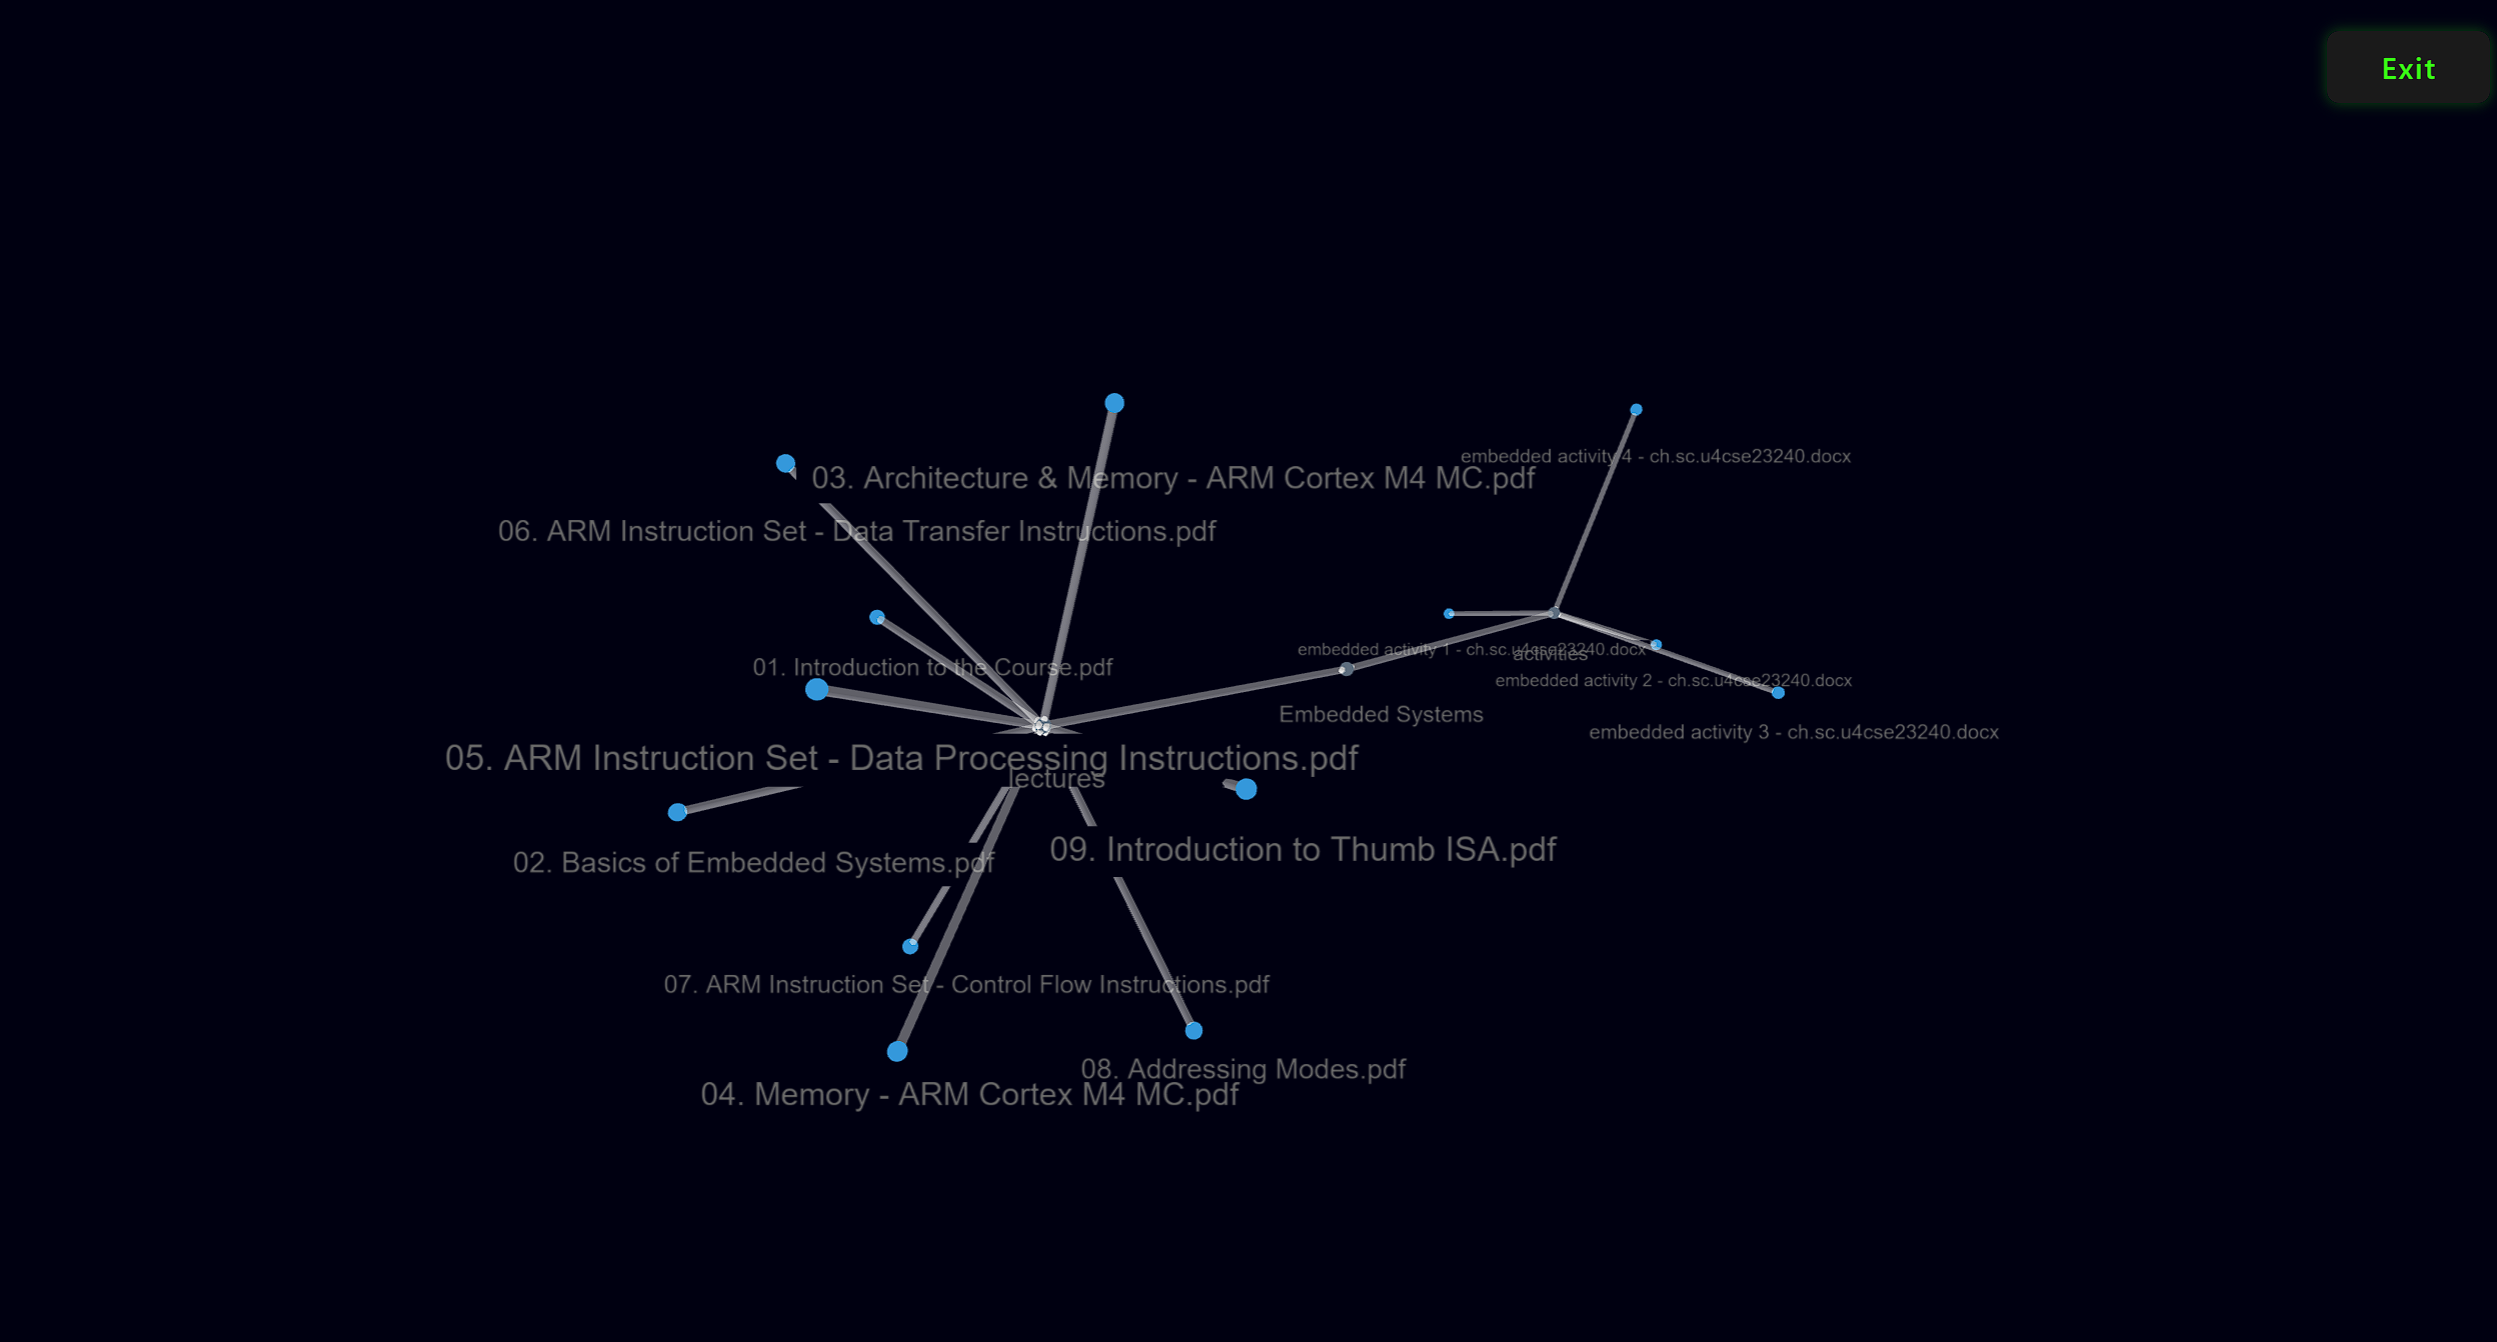 Exit
embedded activity 4 - ch.sc.u4cse23240.docx
03. Architecture & Memory - ARM Cortex M4 MC.pdf
06. ARM Instruction Set - Data Transfer Instructions.pdf
embedded activity 1 - ch.sc.u4cse23240.docx
activities
01. Introduction to the Course.pdf
embedded activity 2 - ch.sc.u4cse23240.docx
Embedded Systems
embedded activity 3 - ch.sc.u4cse23240.docx
05. ARM Instruction Set - Data Processing Instructions.pdf
lectures
09. Introduction to Thumb ISA.pdf
02. Basics of Embedded Systems.pdf
07. ARM Instruction Set - Control Flow Instructions.pdf
08. Addressing Modes.pdf
04. Memory - ARM Cortex M4 MC.pdf